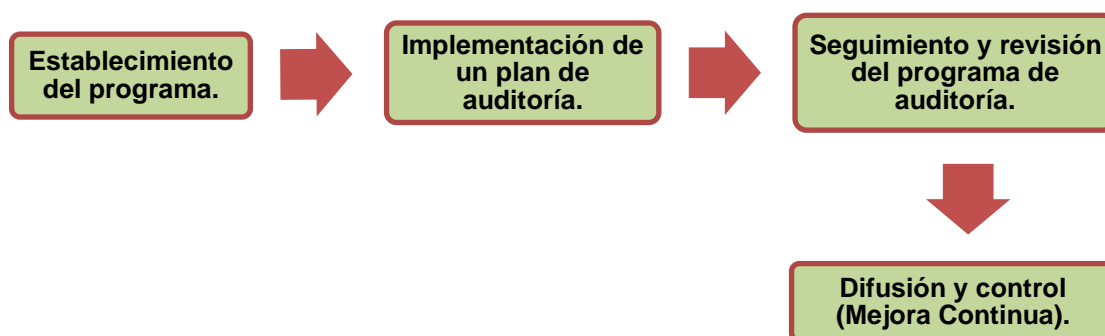 Establecimiento
del programa.
Implementación de
un plan de
auditoría.
Seguimiento y revisión
del programa de
auditoría.
Difusión y control
(Mejora Continua).